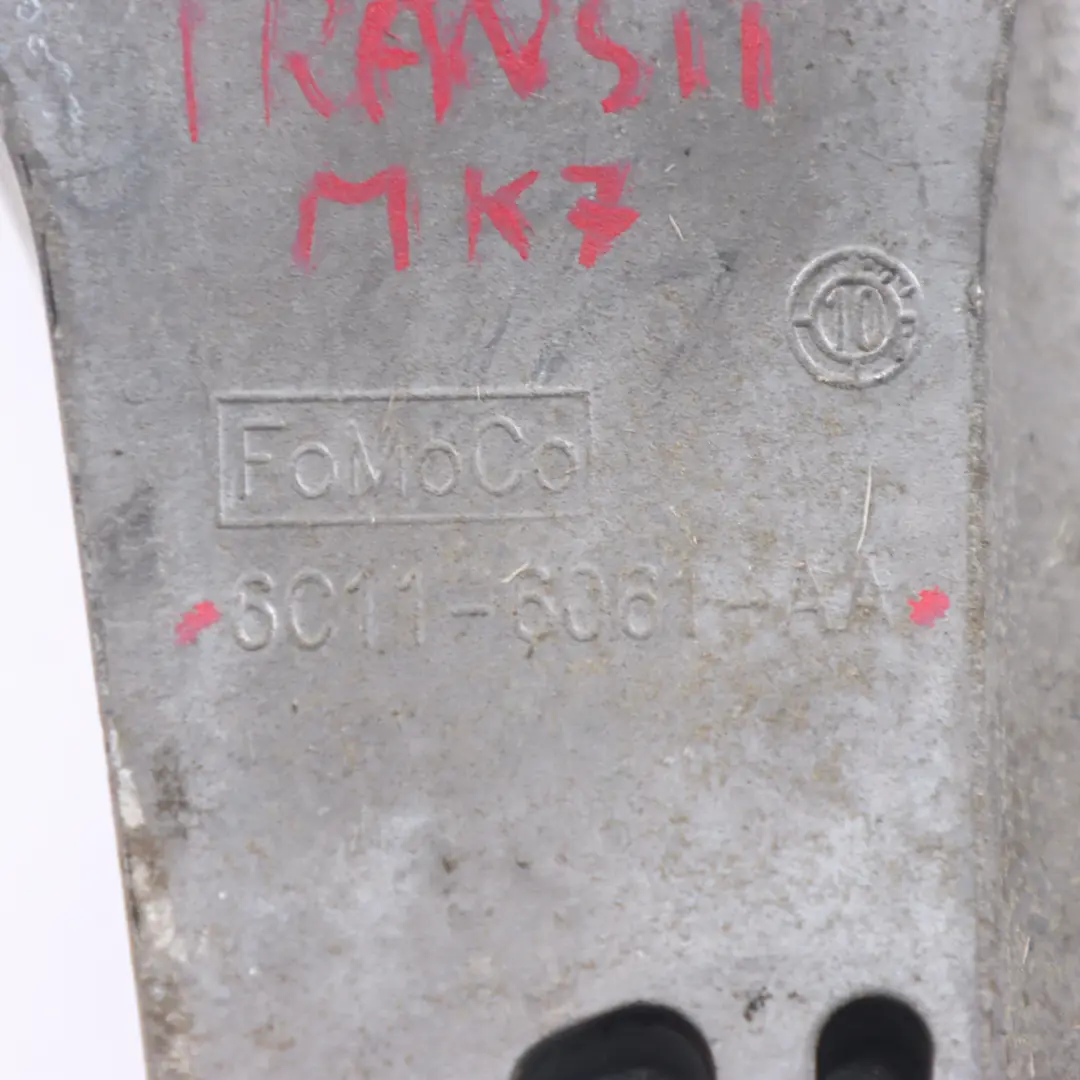 TRANSIT
MK7
10
FoMoCo
6C11-6061-AA